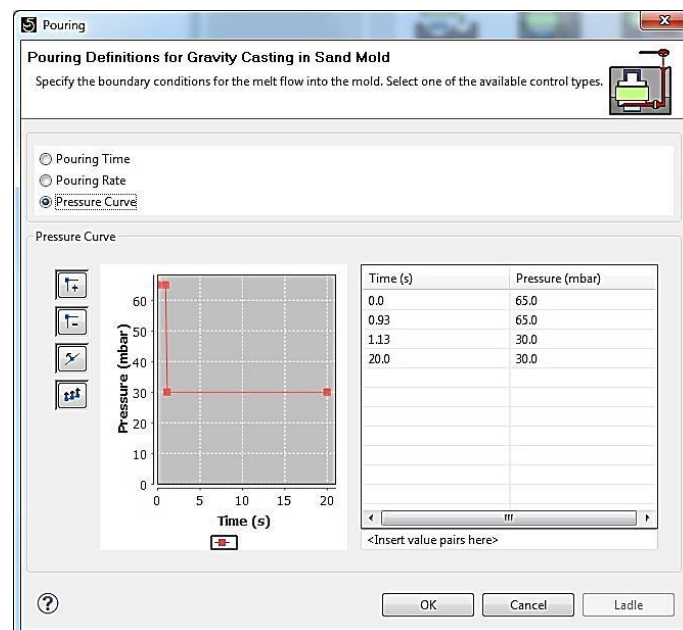 5 Pouring
x
Pouring Definitions for Gravity Casting in Sand Mold
Specify the boundary conditions for the melt flow into the mold. Select one of the available control types.
Pouring Time
Pouring Rate
Pressure Curve
Pressure Curve
Time (s) Pressure (mbar)
0.0 65.0
0.93 65.0
1.13 30.0
20.0 30.0
60
50
40
30
20
10
0
Pressure (mbar)
0 5 10 15 20
Time (s)
<Insert value pairs here>
? OK Cancel Ladle